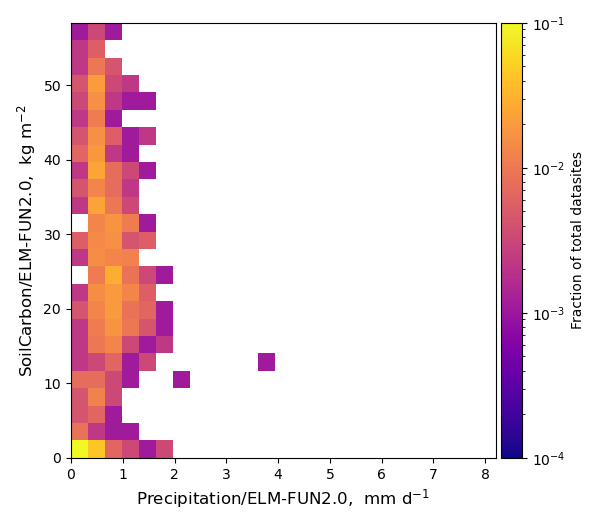 SoilCarbon/ELM-FUN2.0,  kg m⁻²
50
40
30
20
10
0
0 1 2 3 4 5 6 7 8
Precipitation/ELM-FUN2.0,  mm d⁻¹
10⁻¹
10⁻²
10⁻³
10⁻⁴
Fraction of total datasites